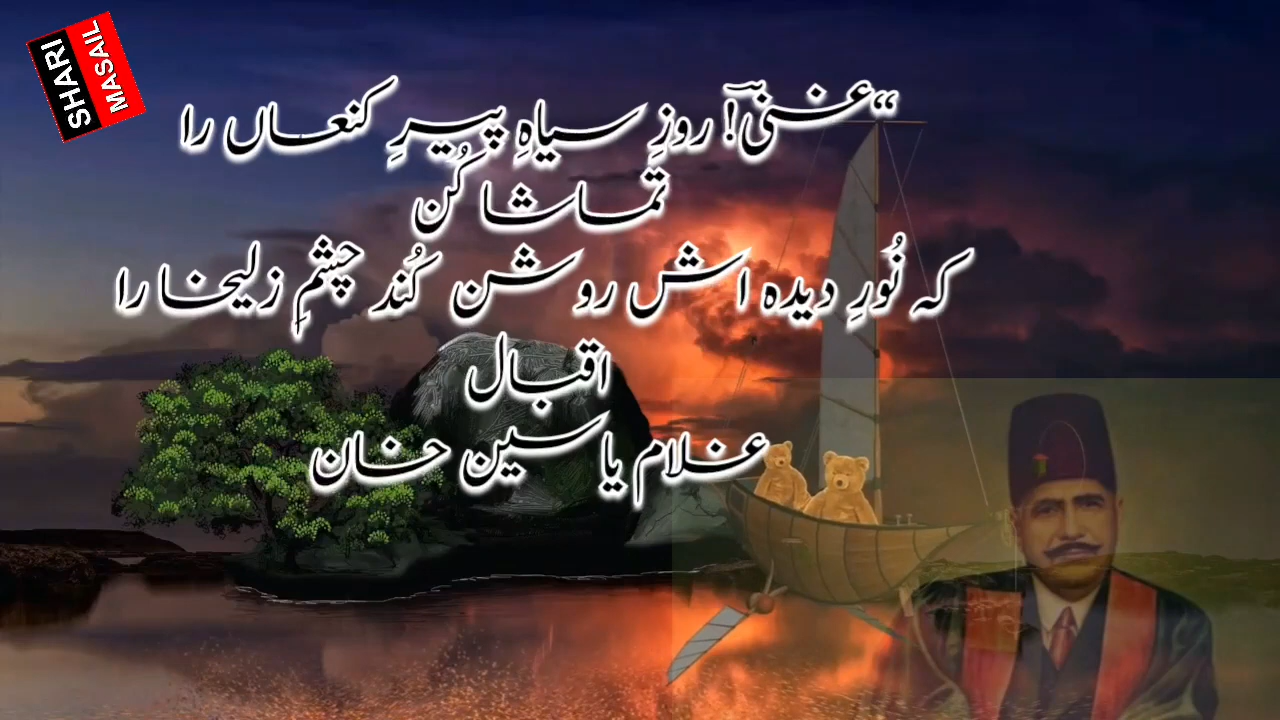 SHARI
MASAIL
“غنیؔ! روزِ سیاہِ پیرِ کنعاں را
تماشا کُن
کہ نُورِ دیدہ اش روشن کُند چشمِ زلیخا را
اقبال
غلام یاسین خان